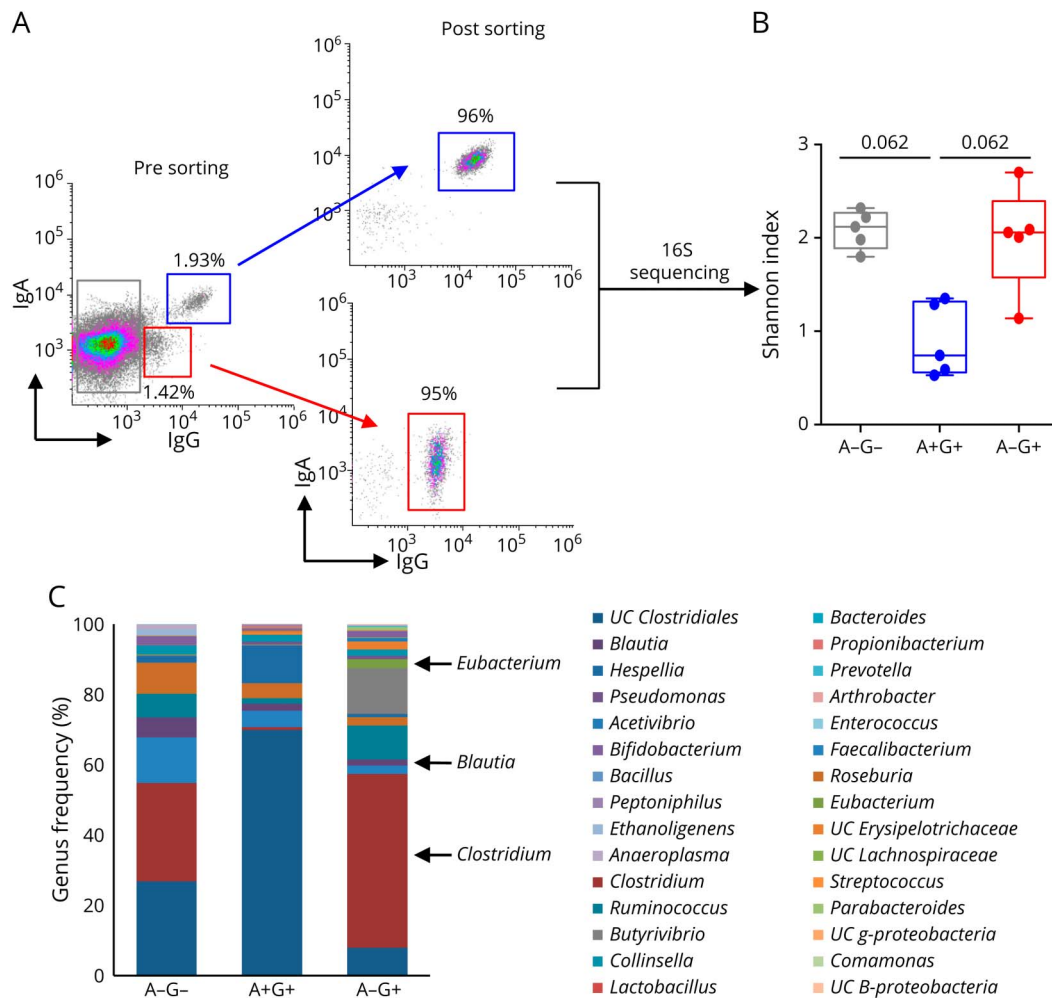 A
Pre sorting
10^6
10^5
10^4
10^3
IgA
1.93%
1.42%
10^3
10^4
10^5
10^6
IgG
Post sorting
10^6
10^5
10^4
10^3
96%
10^3
10^4
10^5
10^6
10^6
10^5
10^4
10^3
IgA
95%
10^3
10^4
10^5
10^6
IgG
16S
sequencing
B
Shannon index
3
2
1
0
0.062
0.062
A–G–
A+G+
A–G+
C
Genus frequency (%)
100
80
60
40
20
0
A–G–
A+G+
A–G+
Eubacterium
Blautia
Clostridium
UC Clostridiales
Blautia
Hespellia
Pseudomonas
Acetivibrio
Bifidobacterium
Bacillus
Peptoniphilus
Ethanoligenens
Anaeroplasma
Clostridium
Ruminococcus
Butyrivibrio
Collinsella
Lactobacillus
Bacteroides
Propionibacterium
Prevotella
Arthrobacter
Enterococcus
Faecalibacterium
Roseburia
Eubacterium
UC Erysipelotrichaceae
UC Lachnospiraceae
Streptococcus
Parabacteroides
UC g-proteobacteria
Comamonas
UC B-proteobacteria